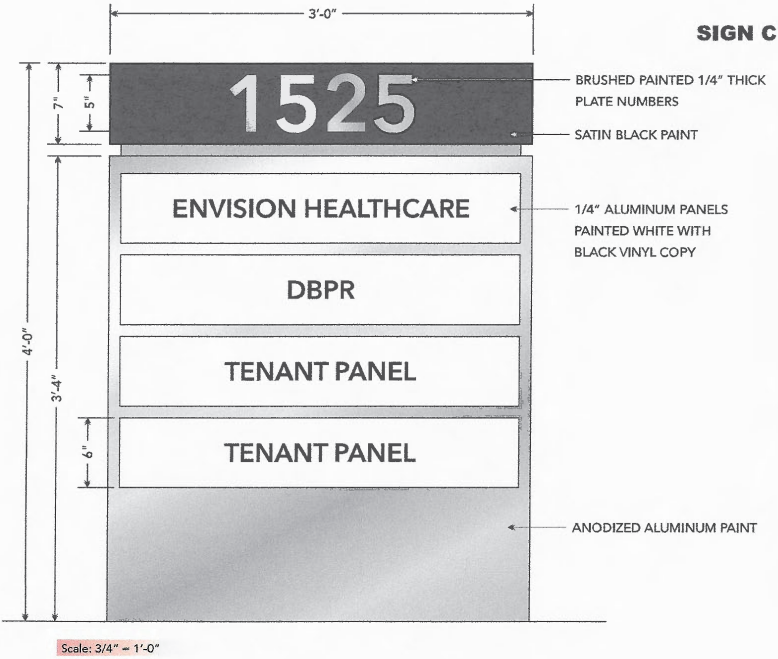 3'-0"
SIGN C
1525
BRUSHED PAINTED 1/4" THICK
PLATE NUMBERS
SATIN BLACK PAINT
7"
5"
ENVISION HEALTHCARE
1/4" ALUMINUM PANELS
PAINTED WHITE WITH
BLACK VINYL COPY
DBPR
4'-0"
3'-4"
TENANT PANEL
TENANT PANEL
6"
ANODIZED ALUMINUM PAINT
Scale: 3/4" = 1'-0"